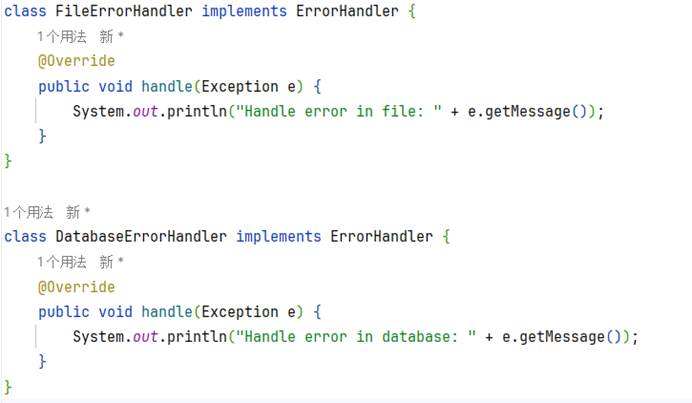 class FileErrorHandler implements ErrorHandler {
1个用法 新 *
@Override
public void handle(Exception e) {
System.out.println("Handle error in file: " + e.getMessage());
}
}
1个用法 新 *
class DatabaseErrorHandler implements ErrorHandler {
1个用法 新 *
@Override
public void handle(Exception e) {
System.out.println("Handle error in database: " + e.getMessage());
}
}